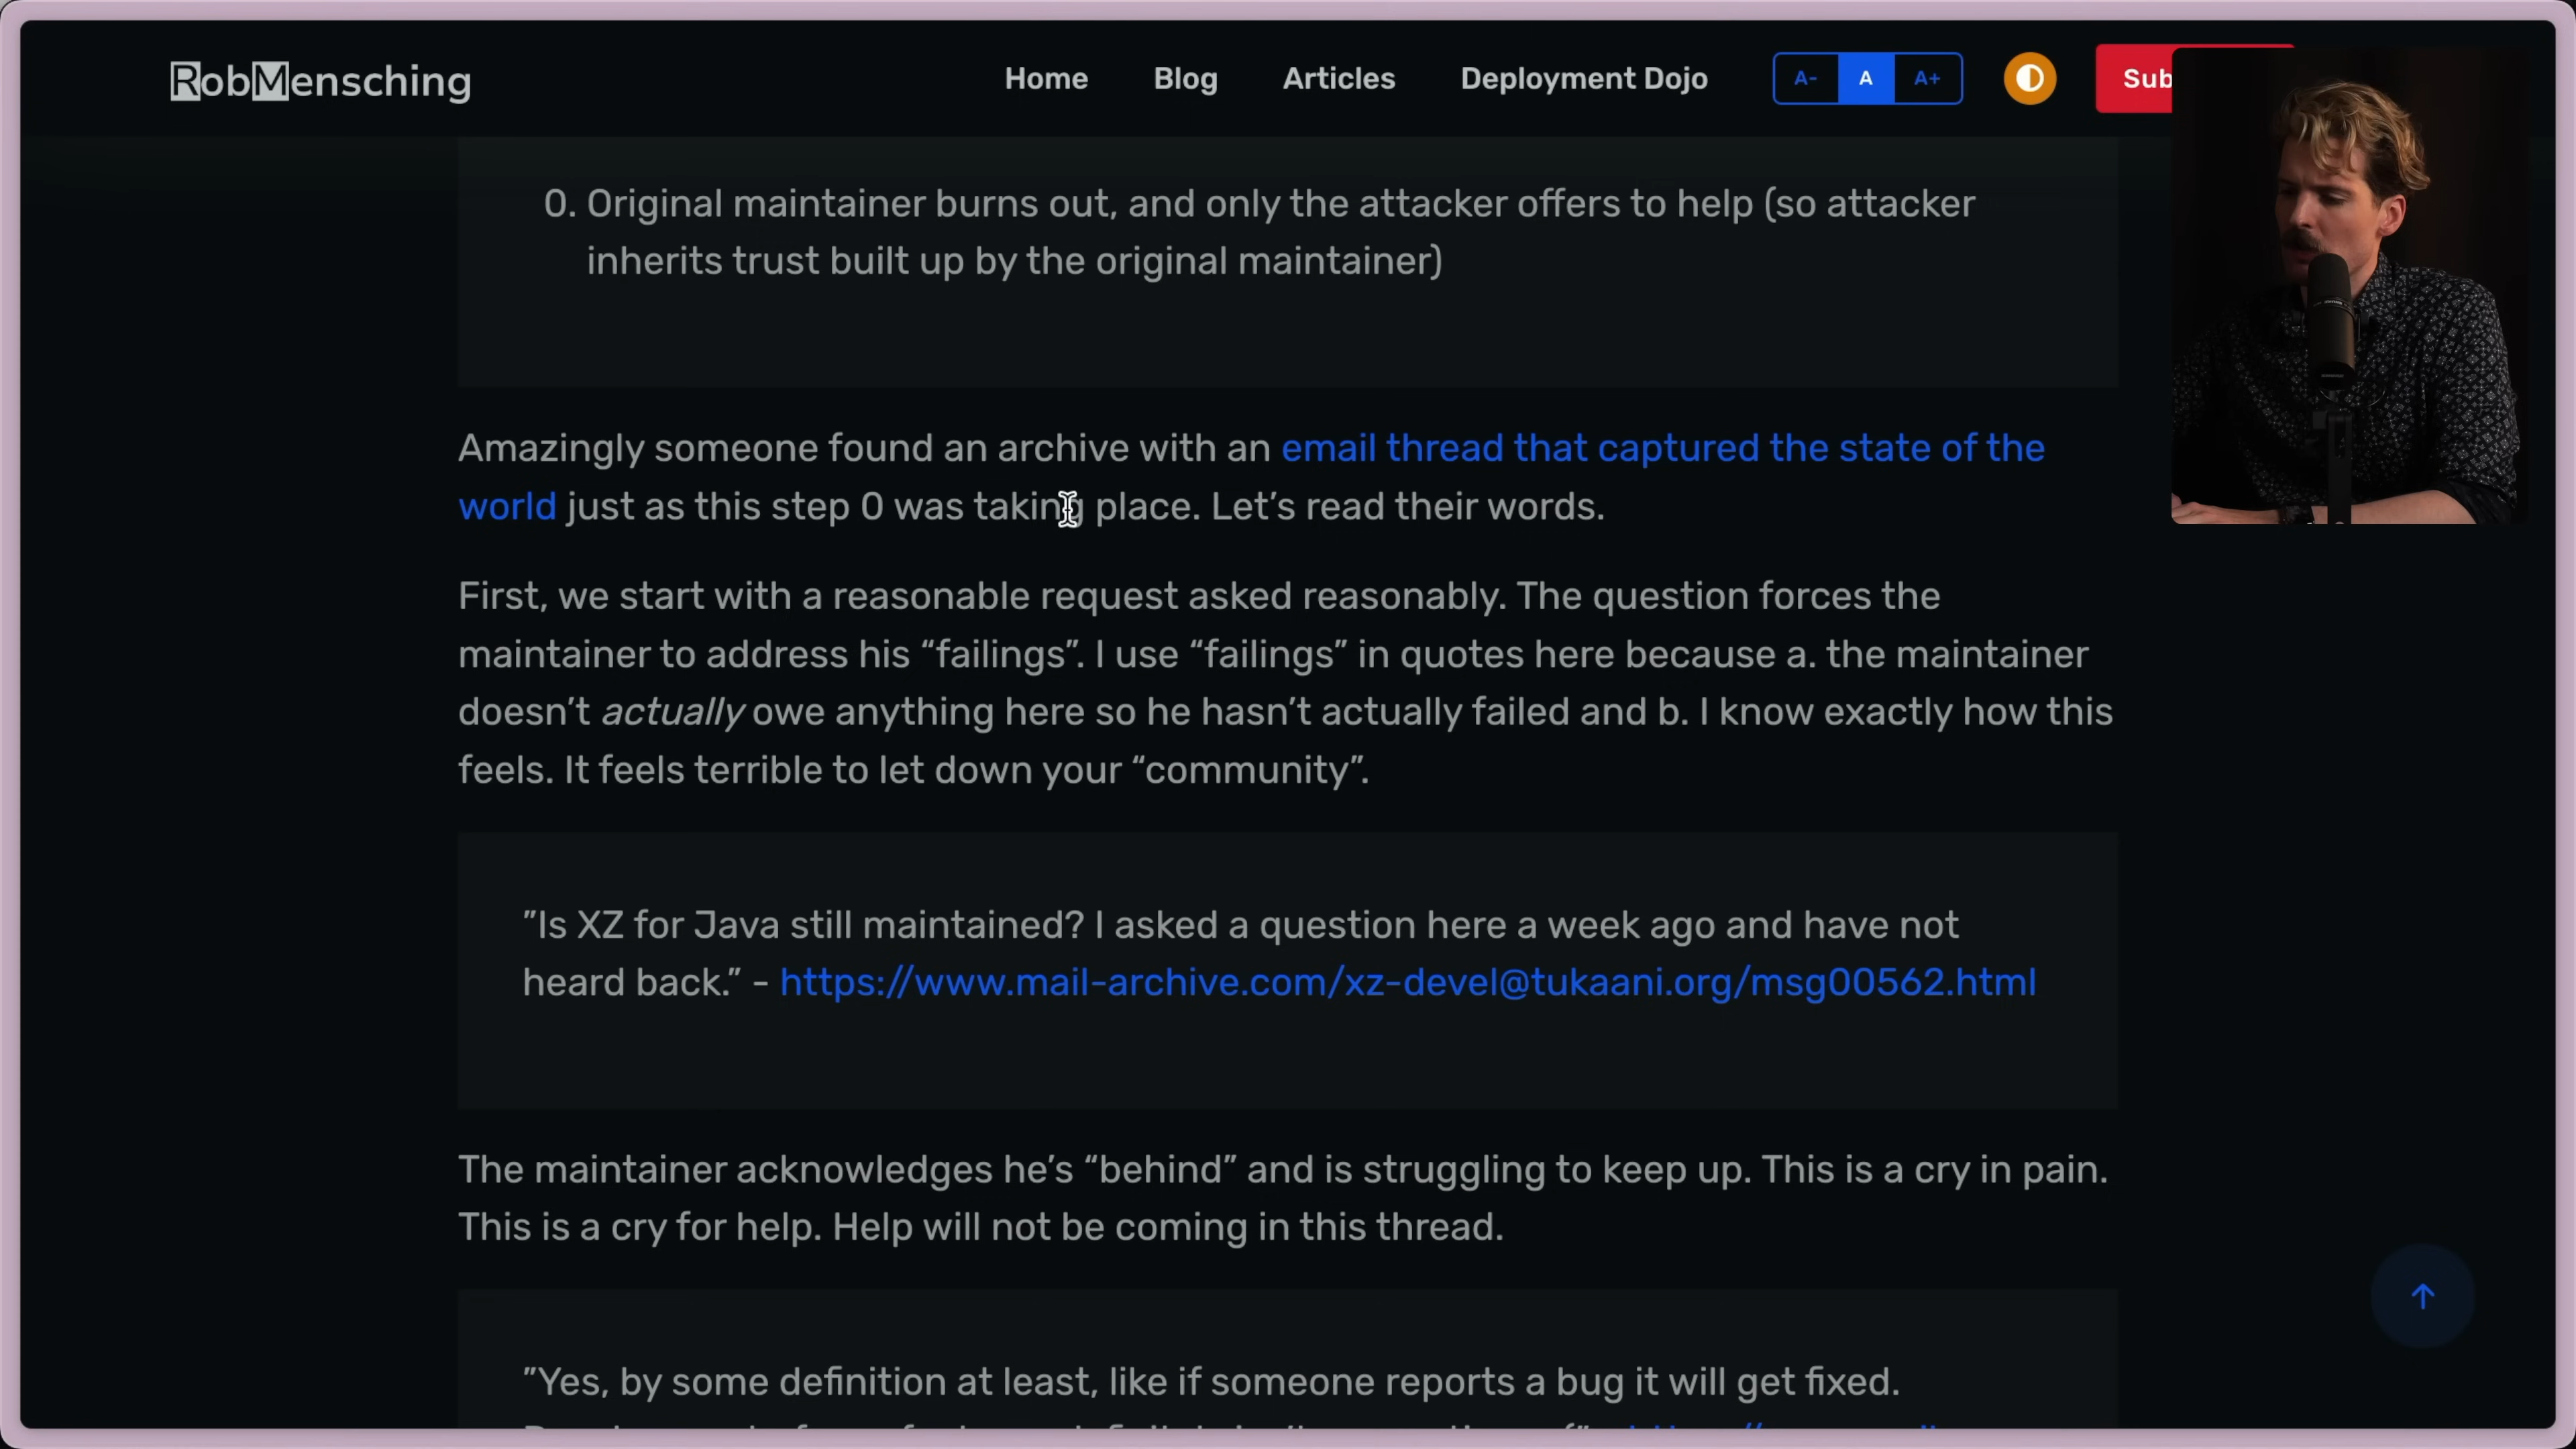 RobMensching
Home Blog Articles Deployment Dojo A- A A+ Sub
0. Original maintainer burns out, and only the attacker offers to help (so attacker
inherits trust built up by the original maintainer)
Amazingly someone found an archive with an email thread that captured the state of the
world just as this step 0 was taking place. Let’s read their words.
First, we start with a reasonable request asked reasonably. The question forces the
maintainer to address his “failings”. I use “failings” in quotes here because a. the maintainer
doesn’t actually owe anything here so he hasn’t actually failed and b. I know exactly how this
feels. It feels terrible to let down your “community”.
”Is XZ for Java still maintained? I asked a question here a week ago and have not
heard back.” - https://www.mail-archive.com/xz-devel@tukaani.org/msg00562.html
The maintainer acknowledges he’s “behind” and is struggling to keep up. This is a cry in pain.
This is a cry for help. Help will not be coming in this thread.
”Yes, by some definition at least, like if someone reports a bug it will get fixed.